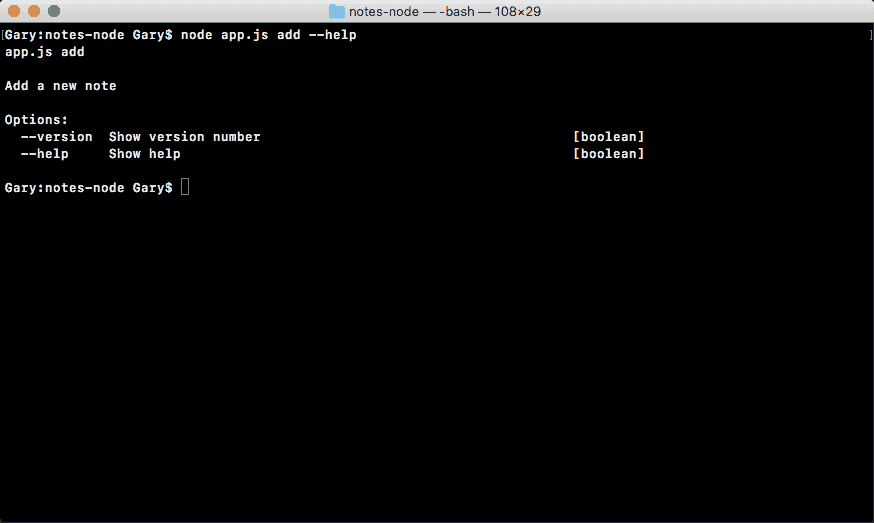 notes-node — -bash — 108×29
[Gary:notes-node Gary$ node app.js add --help ]
app.js add
Add a new note
Options:
--version  Show version number [boolean]
--help     Show help [boolean]
Gary:notes-node Gary$